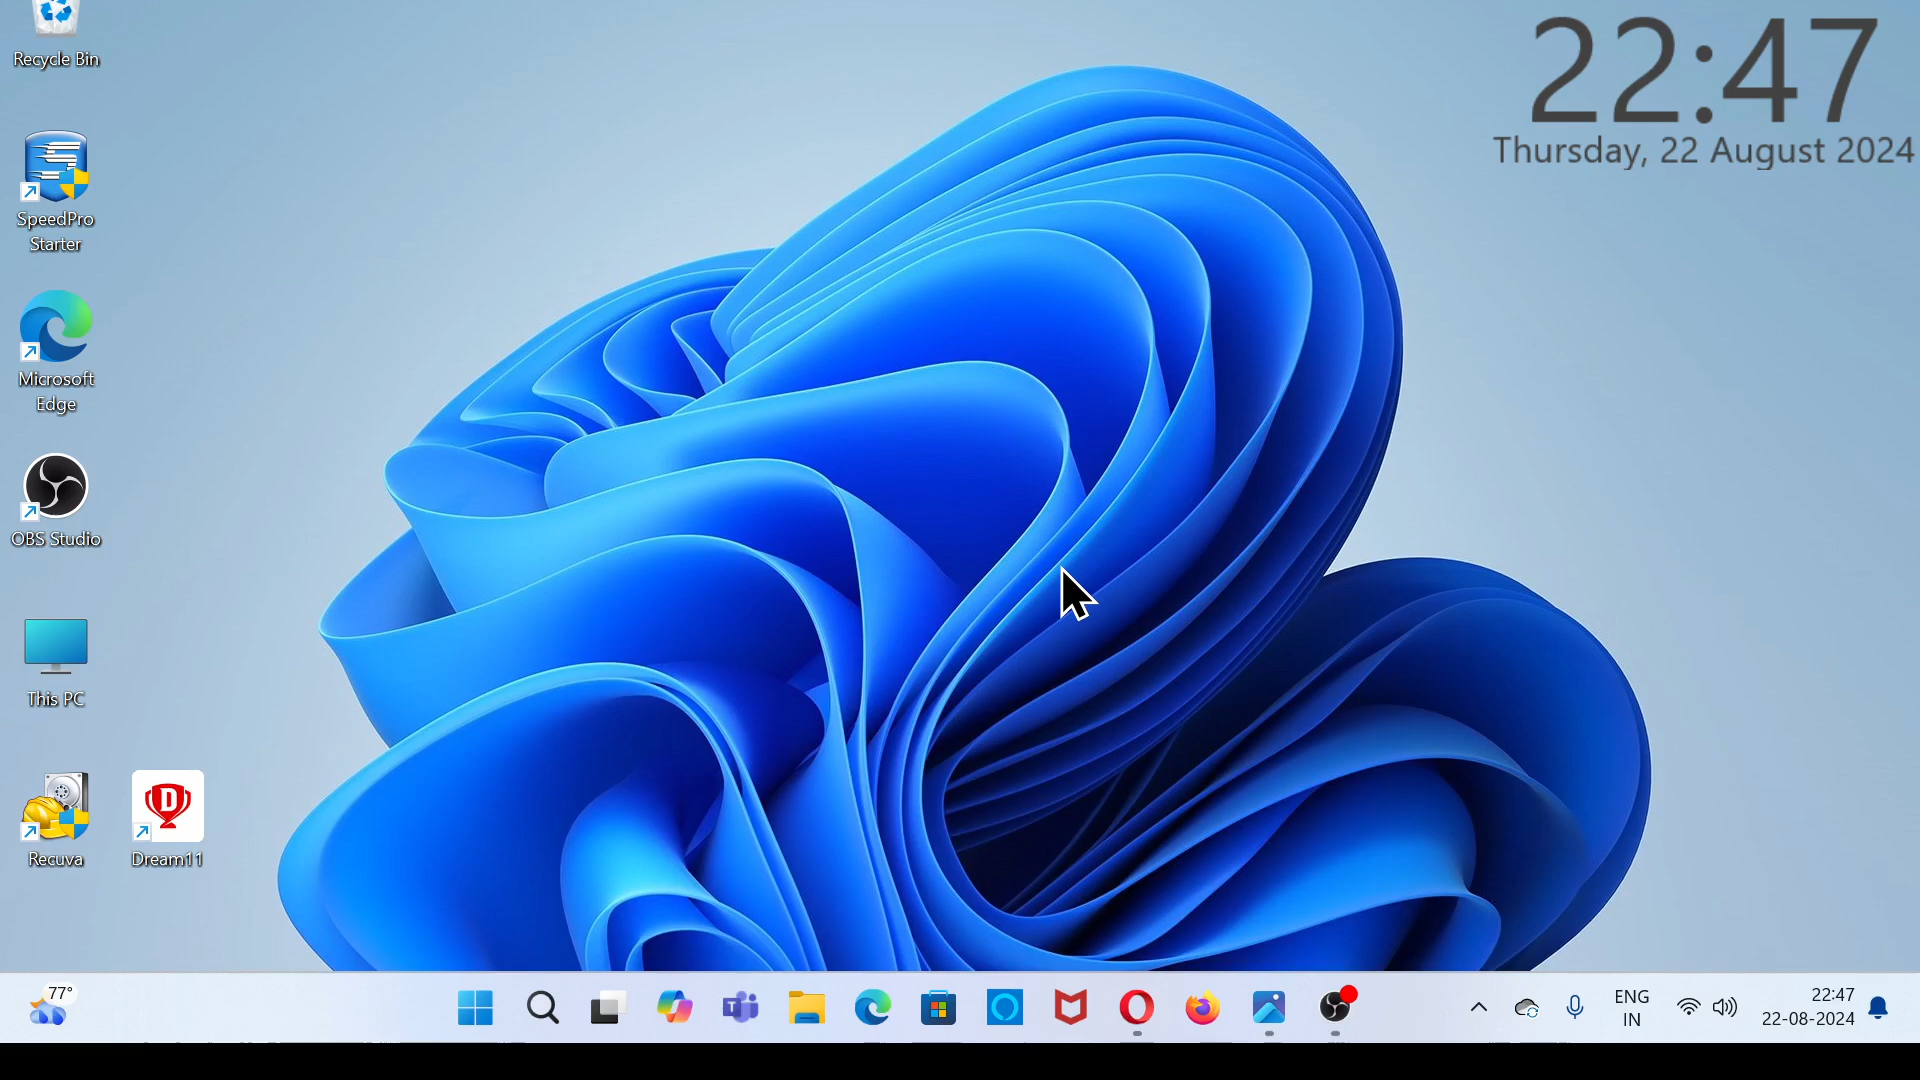 Recycle Bin
22:47
Thursday, 22 August 2024
SpeedPro
Starter
Microsoft
Edge
OBS Studio
This PC
Recuva
D
Dream11
77°
T
ENG
IN
22:47
22-08-2024